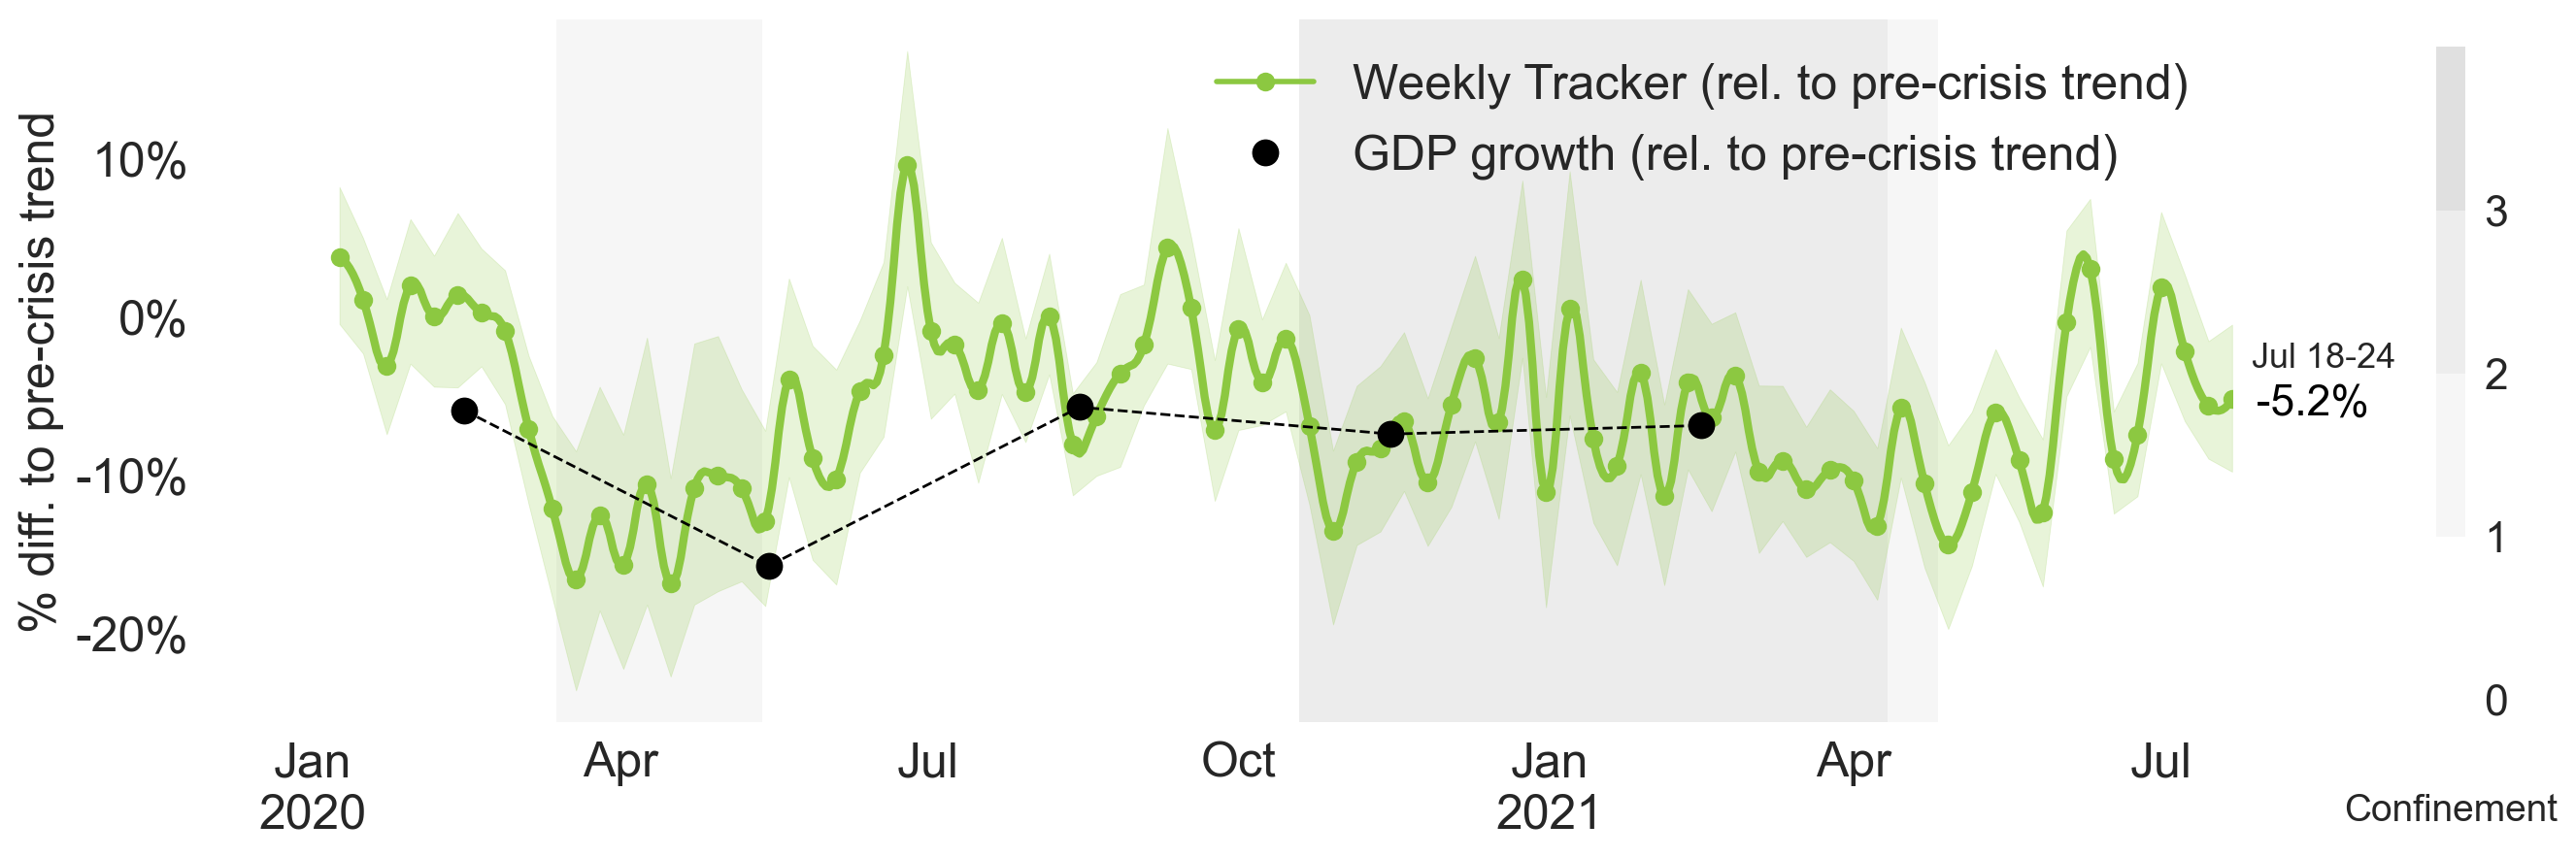 % diff. to pre-crisis trend
10%
0%
-10%
-20%
Weekly Tracker (rel. to pre-crisis trend)
GDP growth (rel. to pre-crisis trend)
Jul 18-24
-5.2%
3
2
1
0
Jan
2020
Apr
Jul
Oct
Jan
2021
Apr
Jul
Confinement